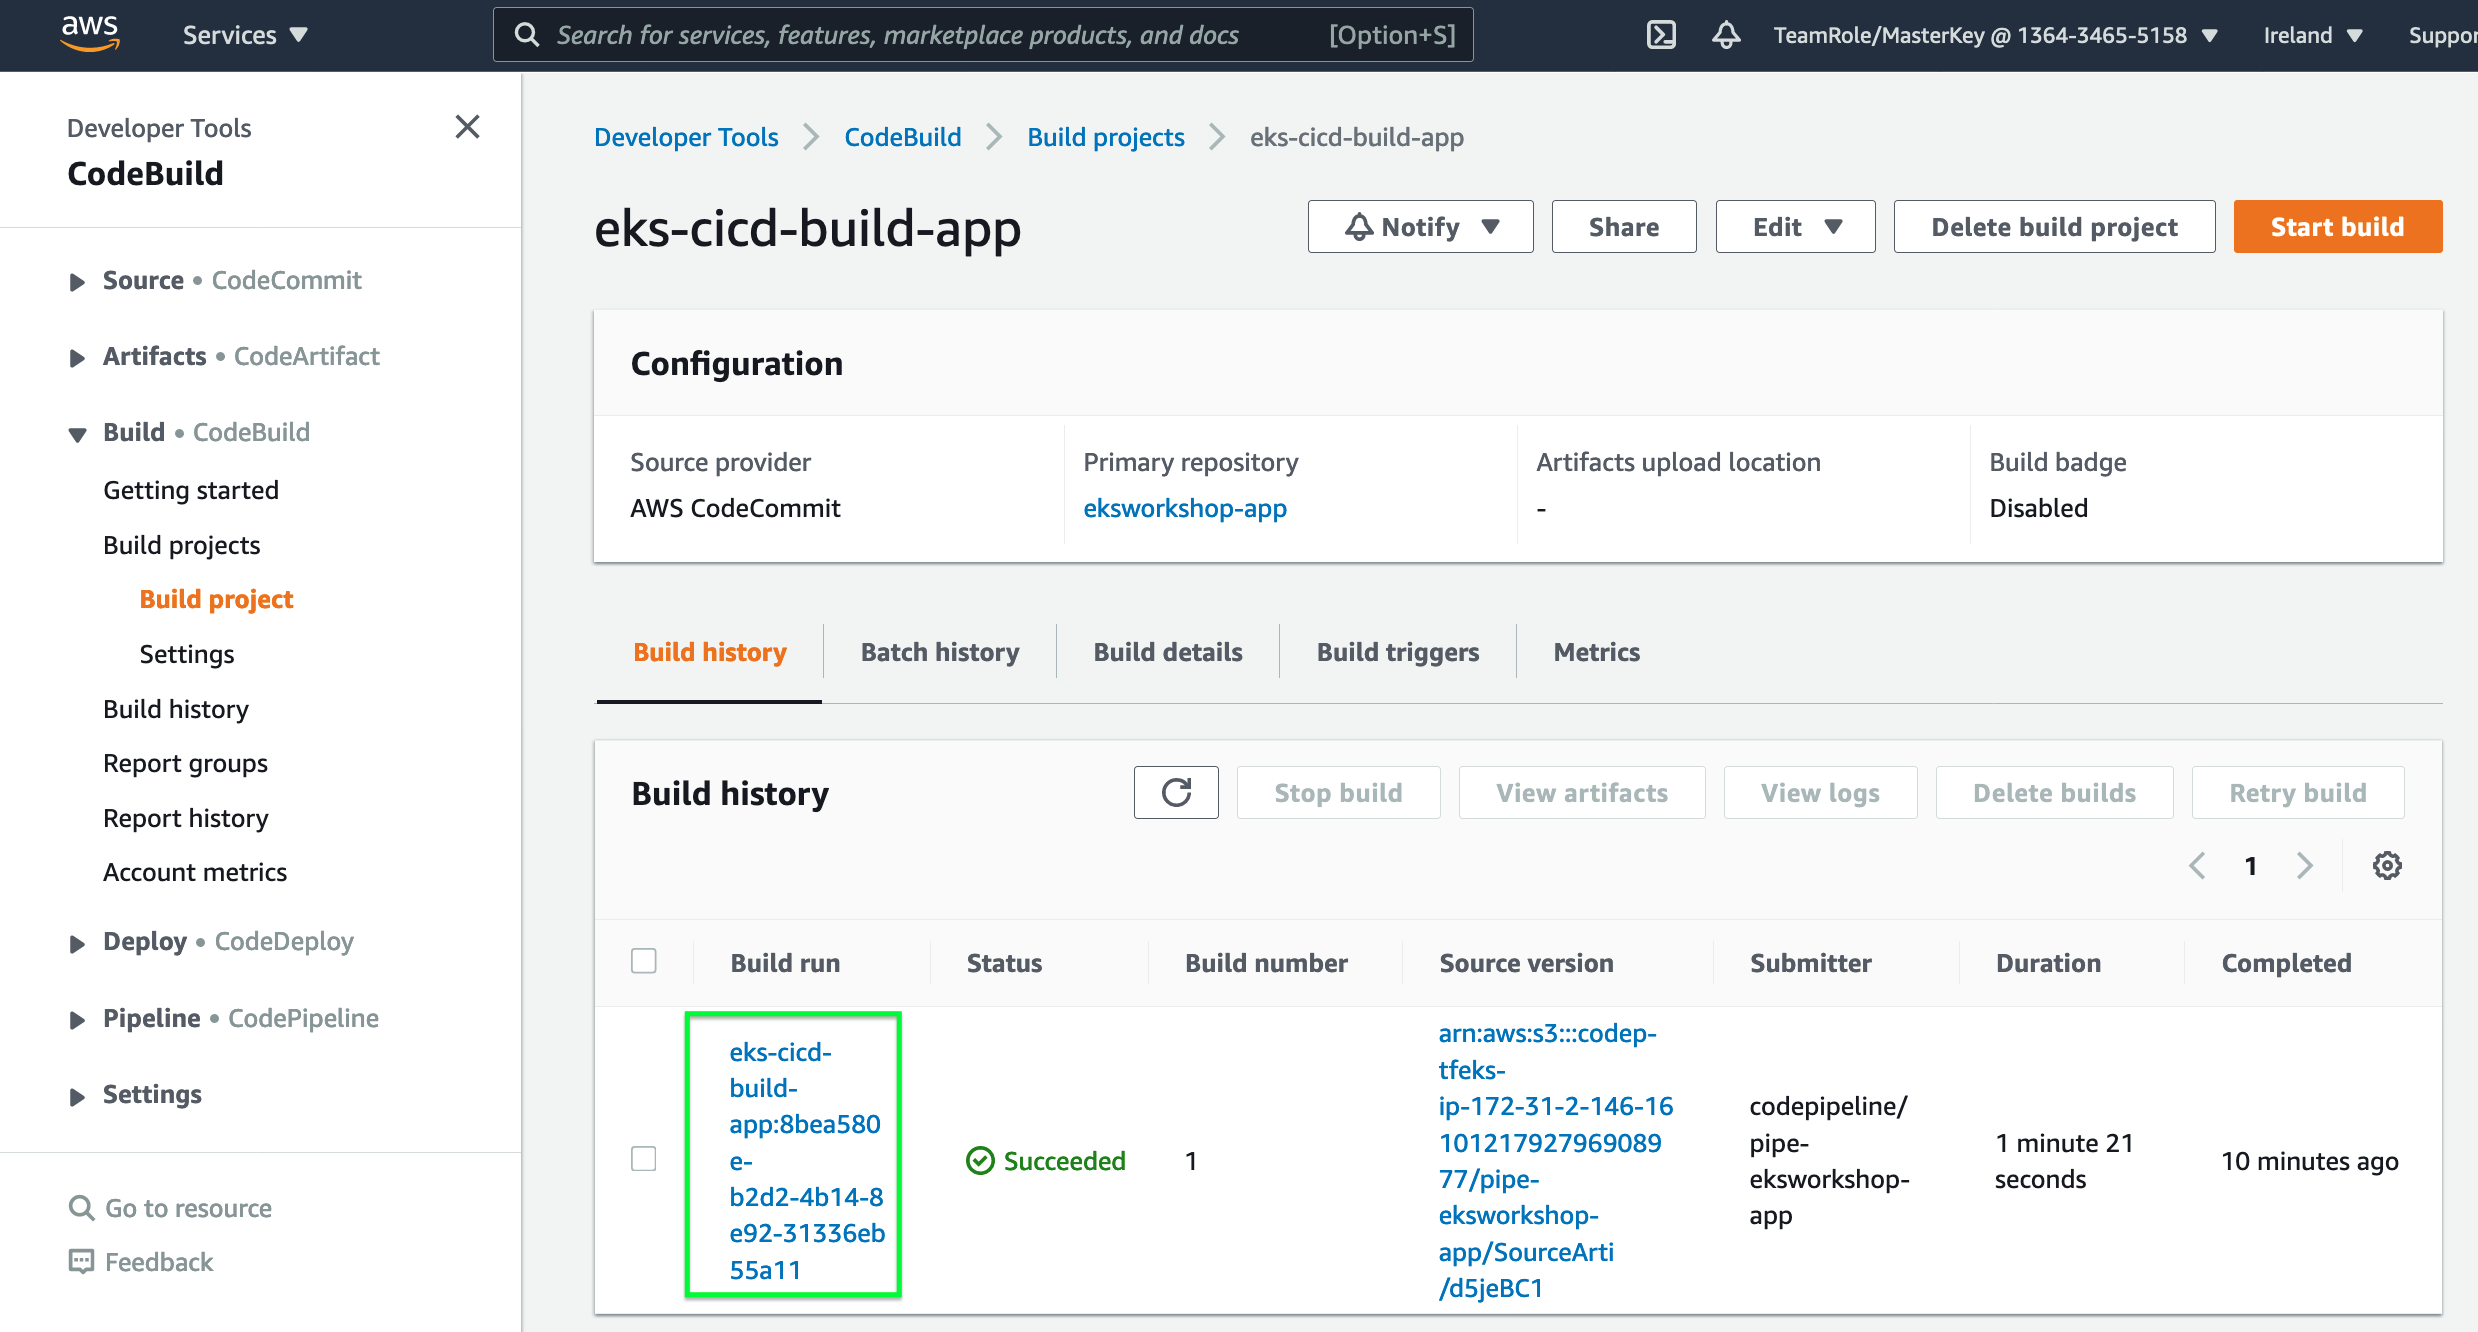 aws
Services
Search for services, features, marketplace products, and docs
[Option+S]
TeamRole/MasterKey @ 1364-3465-5158
Ireland
Suppor
Developer Tools
CodeBuild
Source • CodeCommit
Artifacts • CodeArtifact
Build • CodeBuild
Getting started
Build projects
Build project
Settings
Build history
Report groups
Report history
Account metrics
Deploy • CodeDeploy
Pipeline • CodePipeline
Settings
Go to resource
Feedback
Developer Tools
CodeBuild
Build projects
eks-cicd-build-app
eks-cicd-build-app
Notify
Share
Edit
Delete build project
Start build
Configuration
Source provider
AWS CodeCommit
Primary repository
eksworkshop-app
Artifacts upload location
-
Build badge
Disabled
Build history
Batch history
Build details
Build triggers
Metrics
Build history
Stop build
View artifacts
View logs
Delete builds
Retry build
1
Build run
Status
Build number
Source version
Submitter
Duration
Completed
eks-cicd-
build-
app:8bea580
e-
b2d2-4b14-8
e92-31336eb
55a11
Succeeded
1
arn:aws:s3:::codep-
tfeks-
ip-172-31-2-146-16
101217927969089
77/pipe-
eksworkshop-
app/SourceArti
/d5jeBC1
codepipeline/
pipe-
eksworkshop-
app
1 minute 21
seconds
10 minutes ago